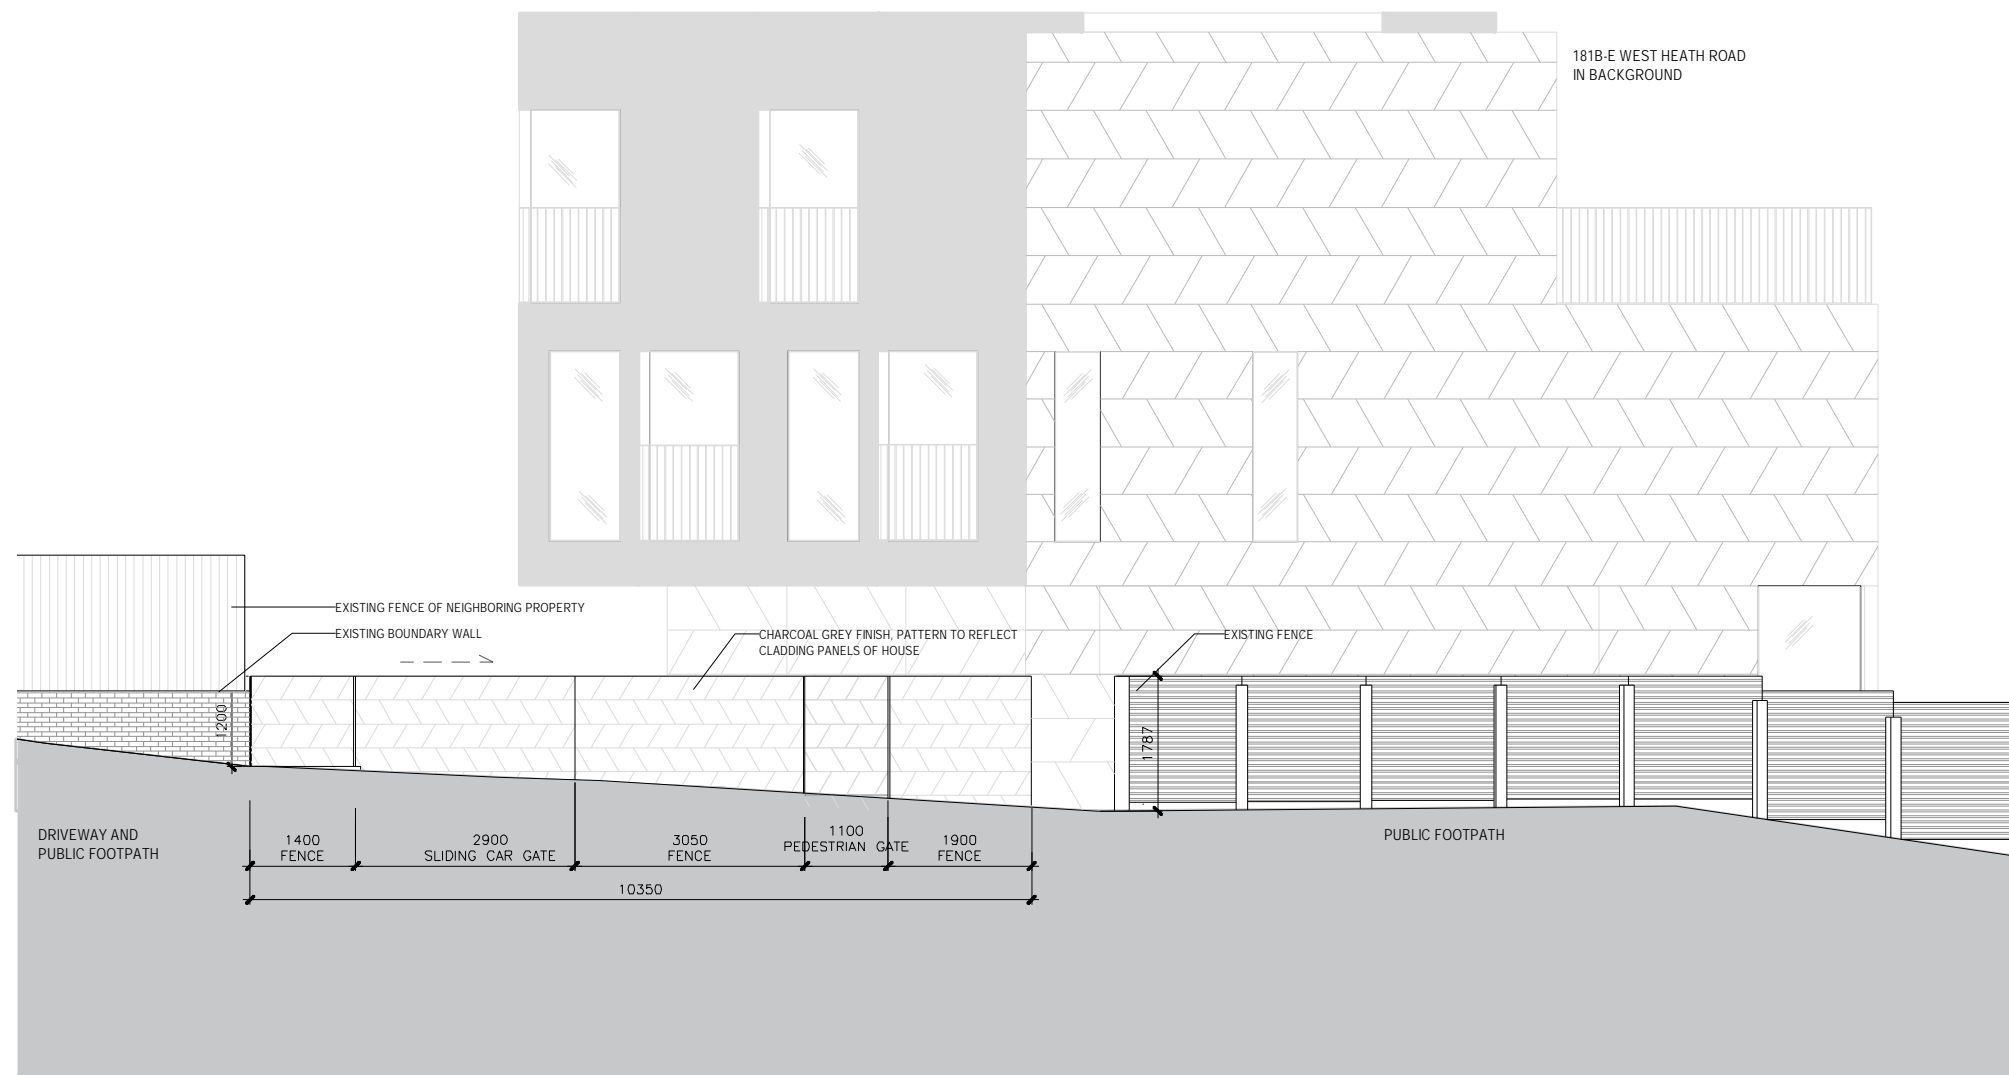 181B-E WEST HEATH ROAD
IN BACKGROUND
EXISTING FENCE OF NEIGHBORING PROPERTY
EXISTING BOUNDARY WALL
CHARCOAL GREY FINISH, PATTERN TO REFLECT
CLADDING PANELS OF HOUSE
EXISTING FENCE
1200
1787
DRIVEWAY AND
PUBLIC FOOTPATH
1400
FENCE
2900
SLIDING CAR GATE
3050
FENCE
1100
PEDESTRIAN GATE
1900
FENCE
PUBLIC FOOTPATH
10350